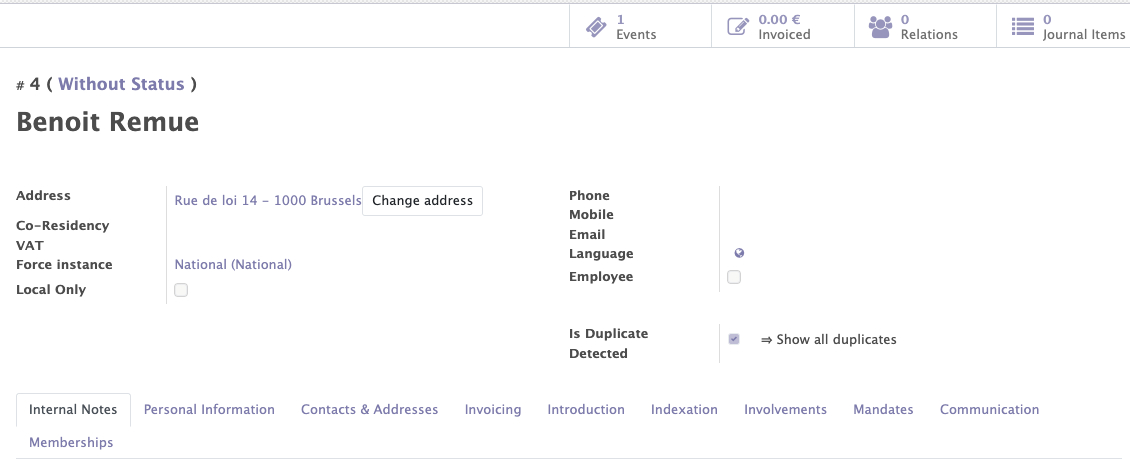 1
Events
0.00 €
Invoiced
0
Relations
0
Journal Items
# 4 ( Without Status )
Benoit Remue
Address
Rue de loi 14 - 1000 Brussels
Change address
Co-Residency
VAT
Force instance
National (National)
Local Only
Phone
Mobile
Email
Language
Employee
Is Duplicate
Detected
⇒ Show all duplicates
Internal Notes
Personal Information
Contacts & Addresses
Invoicing
Introduction
Indexation
Involvements
Mandates
Communication
Memberships